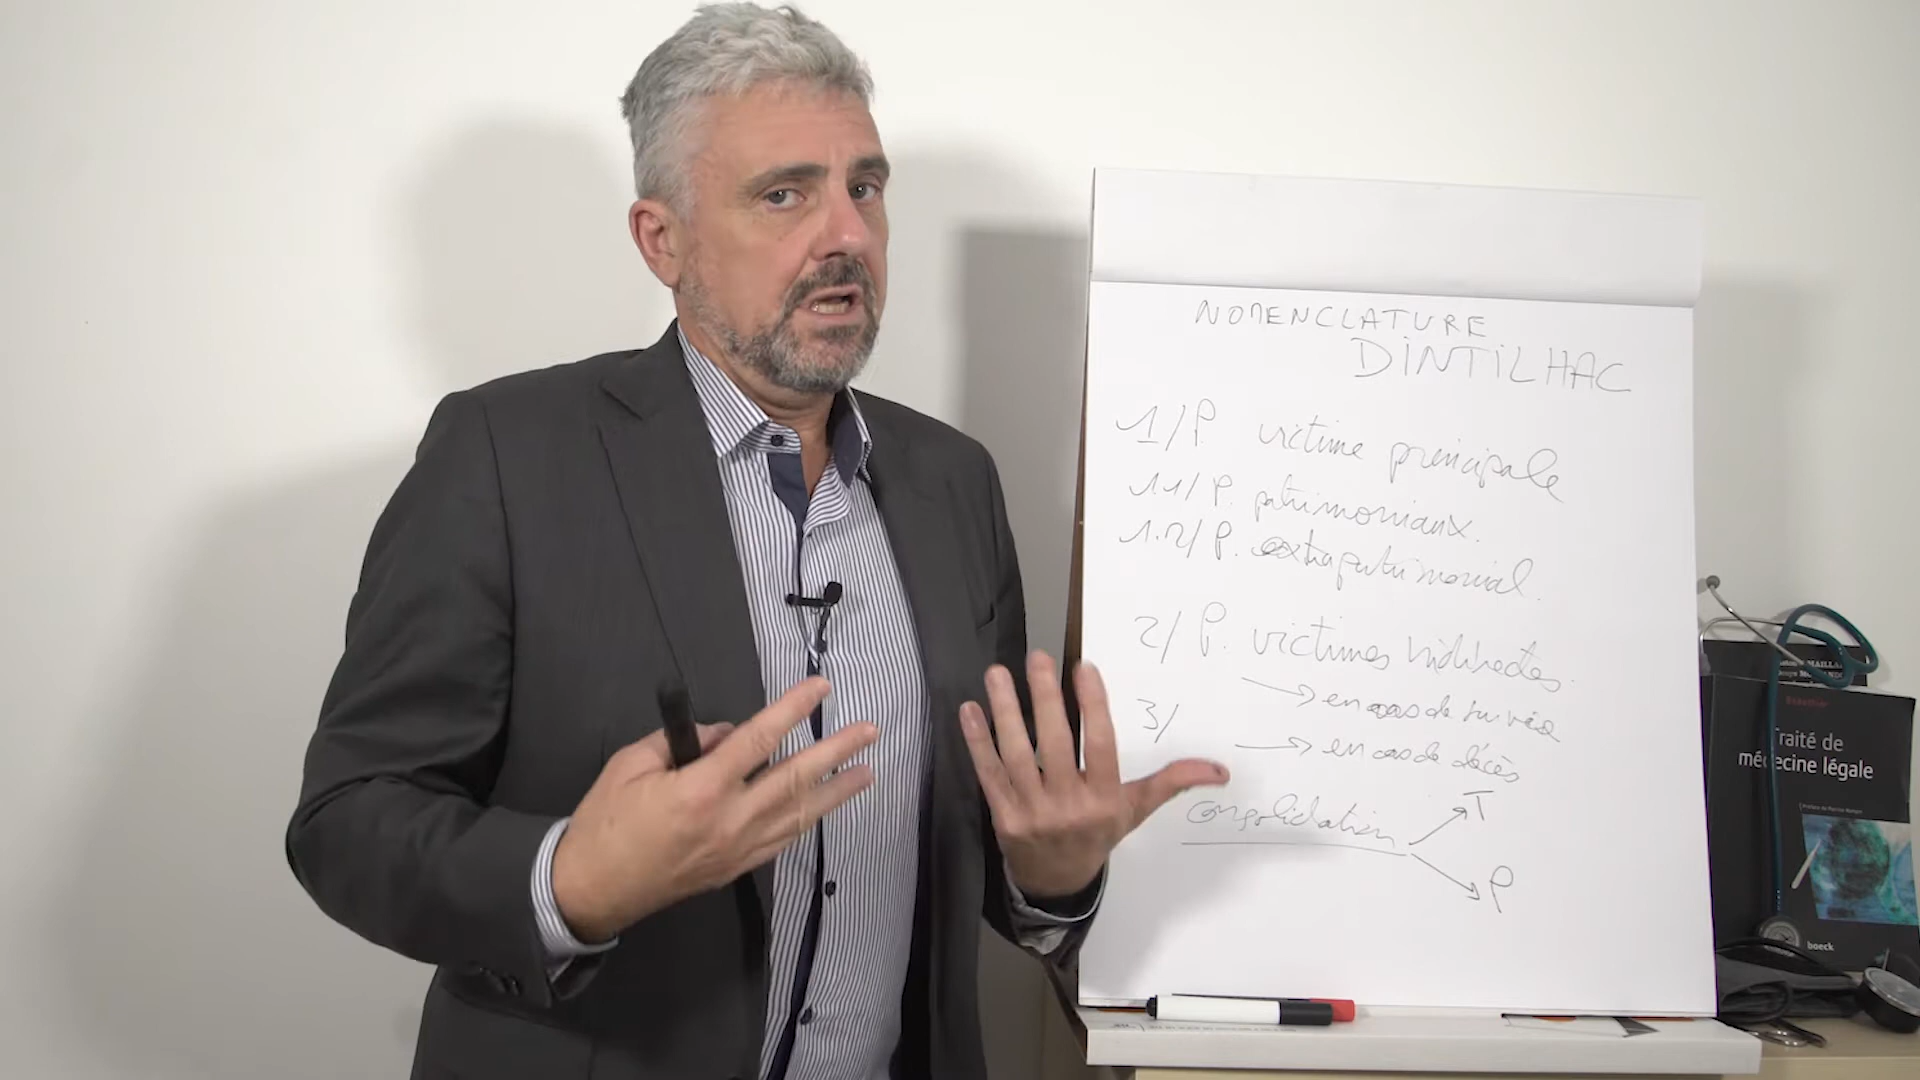 NOMENCLATURE
DINTILHAC
1/ P. victime principale
1.1/ P. patrimoniaux.
1.2/ P. extrapatrimonial.
2/ P. victimes indirectes.
→ en cas de survie
3/
→ en cas de décès
consolidation
T
P
MAILLA
Traité de
médecine légale
boeck